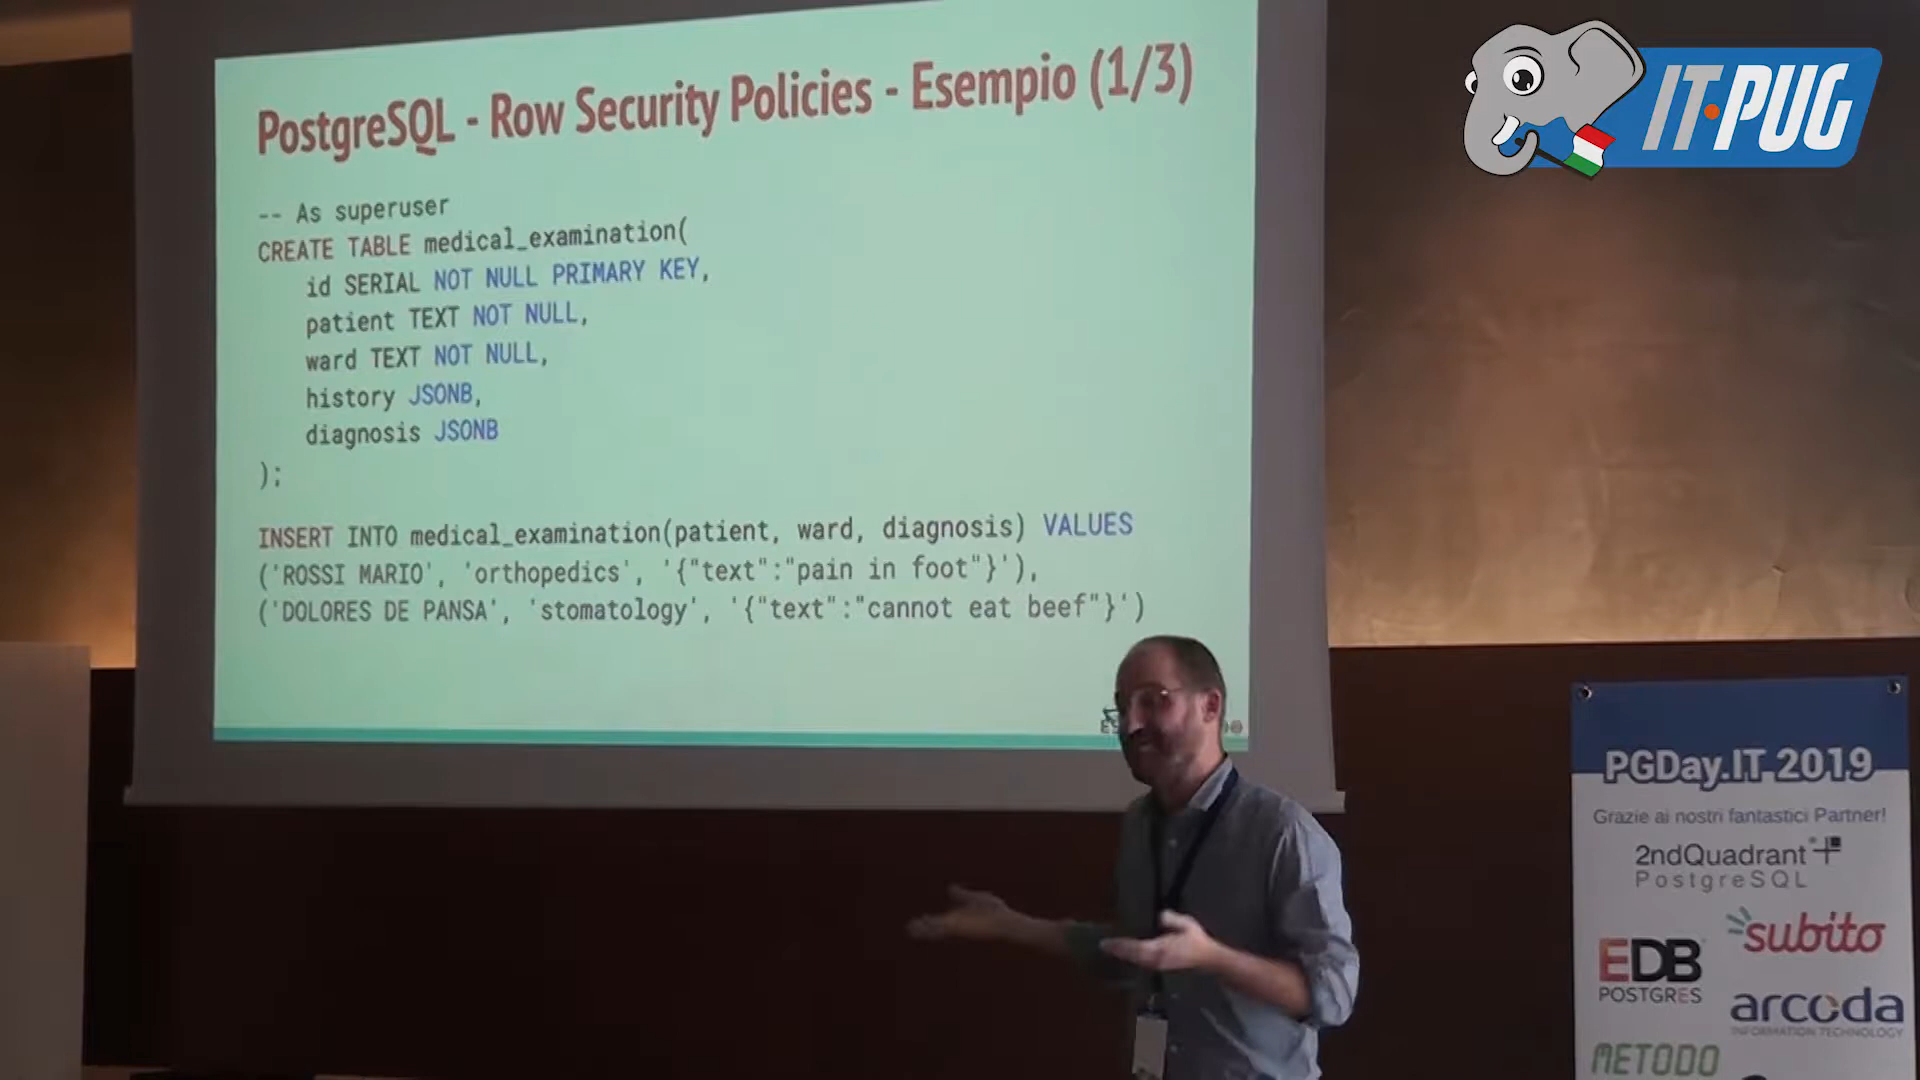 PostgreSQL - Row Security Policies - Esempio (1/3)
-- As superuser
CREATE TABLE medical_examination(
id SERIAL NOT NULL PRIMARY KEY,
patient TEXT NOT NULL,
ward TEXT NOT NULL,
history JSONB,
diagnosis JSONB
);
INSERT INTO medical_examination(patient, ward, diagnosis) VALUES
('ROSSI MARIO', 'orthopedics', '{"text":"pain in foot"}'),
('DOLORES DE PANSA', 'stomatology', '{"text":"cannot eat beef"}')
IT·PUG
PGDay.IT 2019
Grazie ai nostri fantastici Partner!
2ndQuadrant
PostgreSQL
subito
EDB
POSTGRES
arcoda
INFORMATION TECHNOLOGY
METODO